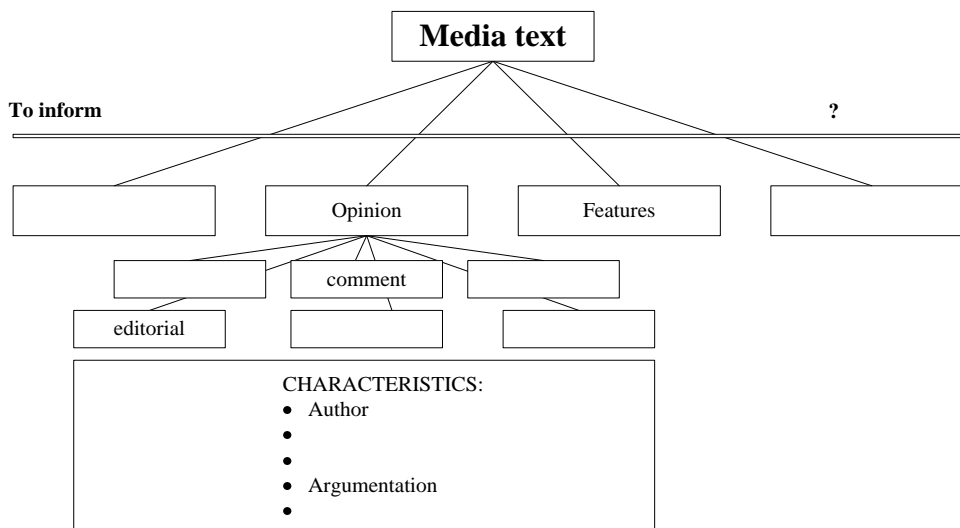 Media text
To inform
?
Opinion
Features
comment
editorial
CHARACTERISTICS:
• Author
•
•
• Argumentation
•